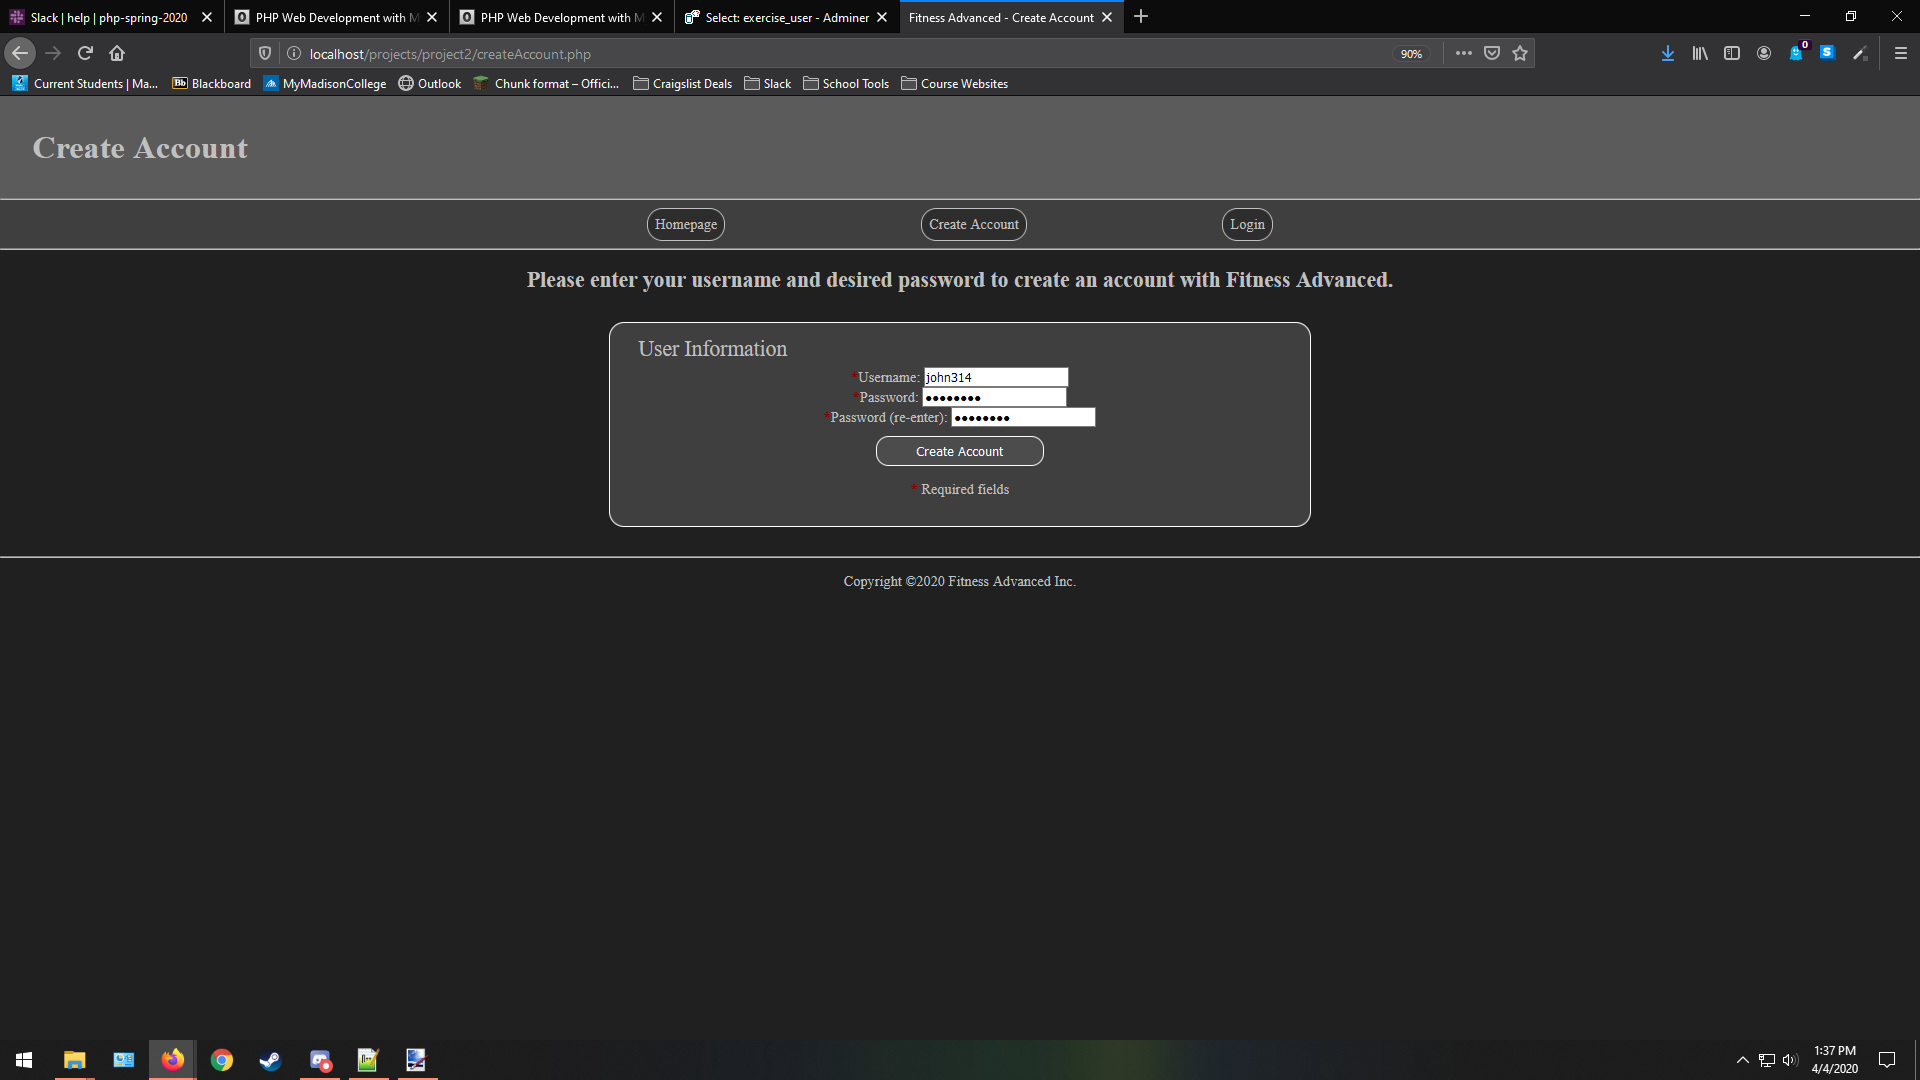 Slack | help | php-spring-2020
PHP Web Development with M
PHP Web Development with M
Select: exercise_user - Adminer
Fitness Advanced - Create Account
localhost/projects/project2/createAccount.php
90%
0
S
Current Students | Ma...
Bb Blackboard
MyMadisonCollege
Outlook
Chunk format – Offici...
Craigslist Deals
Slack
School Tools
Course Websites
Create Account
Homepage
Create Account
Login
Please enter your username and desired password to create an account with Fitness Advanced.
User Information
*Username: john314
*Password: ••••••••
*Password (re-enter): ••••••••
Create Account
* Required fields
Copyright ©2020 Fitness Advanced Inc.
1:37 PM
4/4/2020